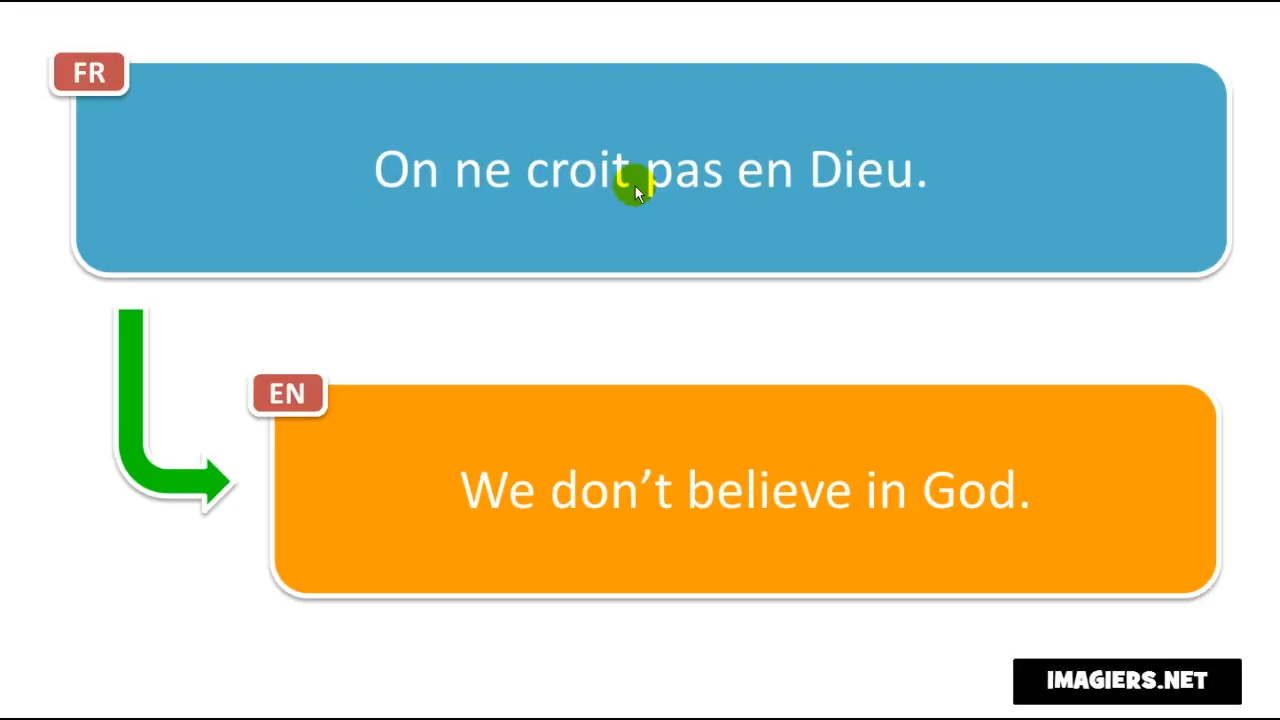 FR
On ne croit pas en Dieu.
EN
We don’t believe in God.
IMAGIERS.NET